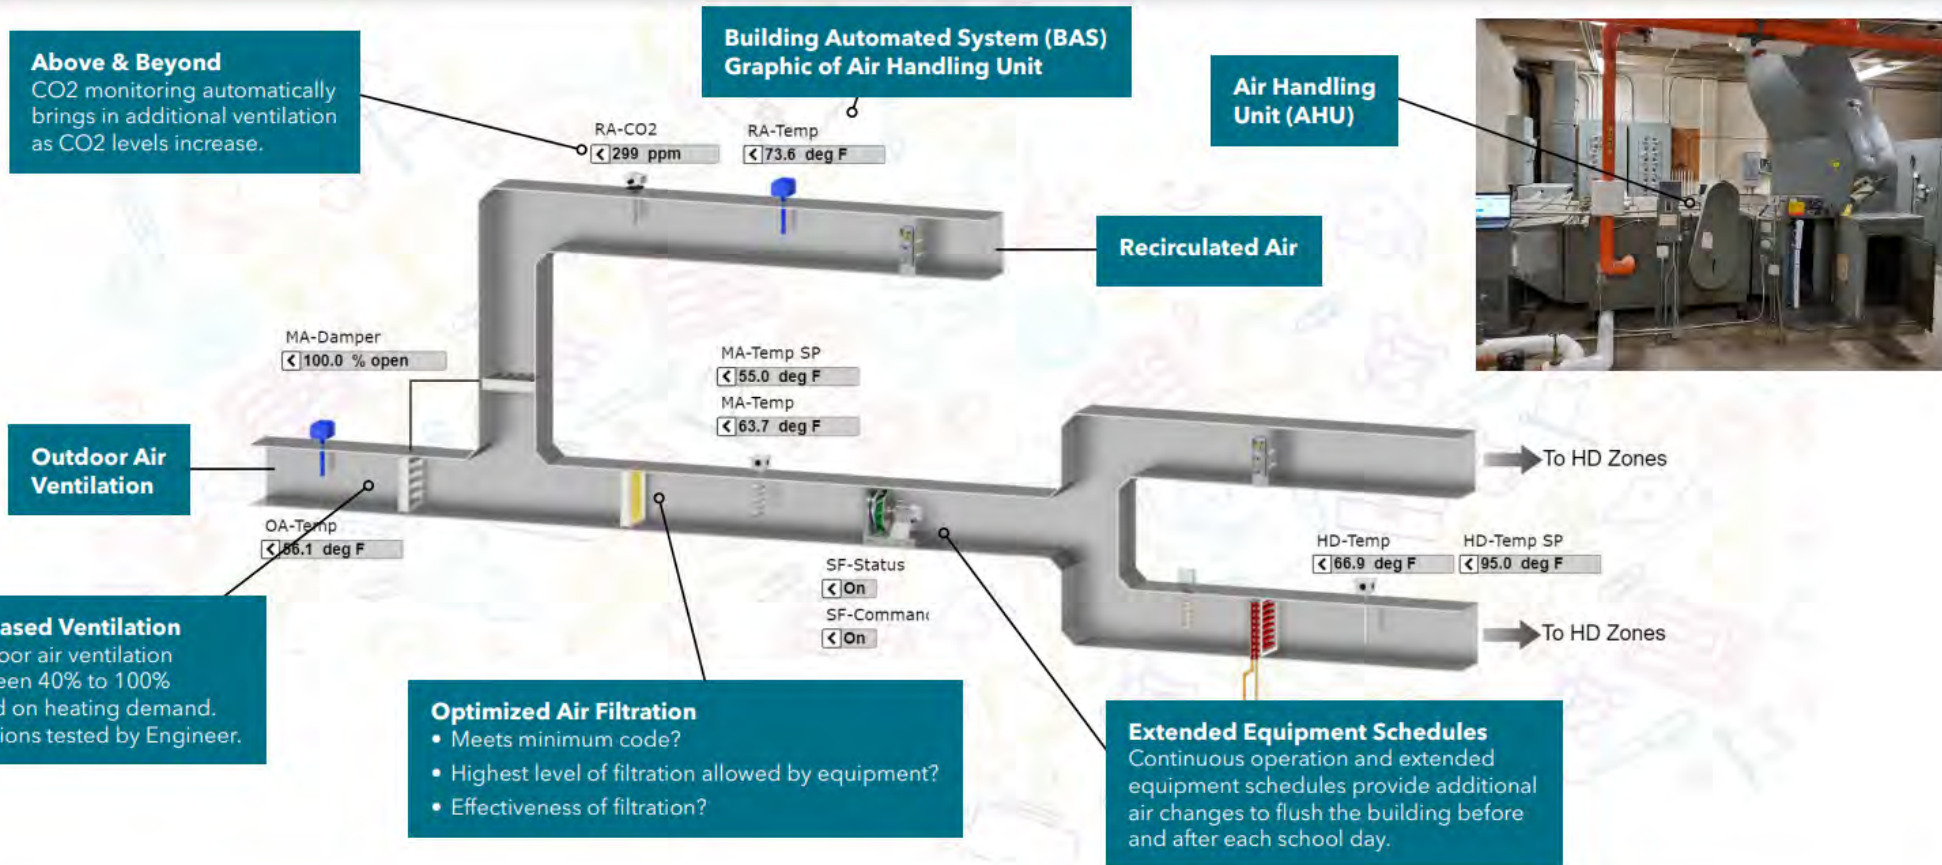 Above & Beyond
CO2 monitoring automatically
brings in additional ventilation
as CO2 levels increase.
Building Automated System (BAS)
Graphic of Air Handling Unit
Air Handling
Unit (AHU)
RA-CO2
299 ppm
RA-Temp
73.6 deg F
Recirculated Air
MA-Damper
100.0 % open
MA-Temp SP
55.0 deg F
MA-Temp
63.7 deg F
Outdoor Air
Ventilation
OA-Temp
56.1 deg F
To HD Zones
HD-Temp
66.9 deg F
HD-Temp SP
95.0 deg F
To HD Zones
SF-Status
On
SF-Command
On
ased Ventilation
oor air ventilation
een 40% to 100%
d on heating demand.
ions tested by Engineer.
Optimized Air Filtration
• Meets minimum code?
• Highest level of filtration allowed by equipment?
• Effectiveness of filtration?
Extended Equipment Schedules
Continuous operation and extended
equipment schedules provide additional
air changes to flush the building before
and after each school day.